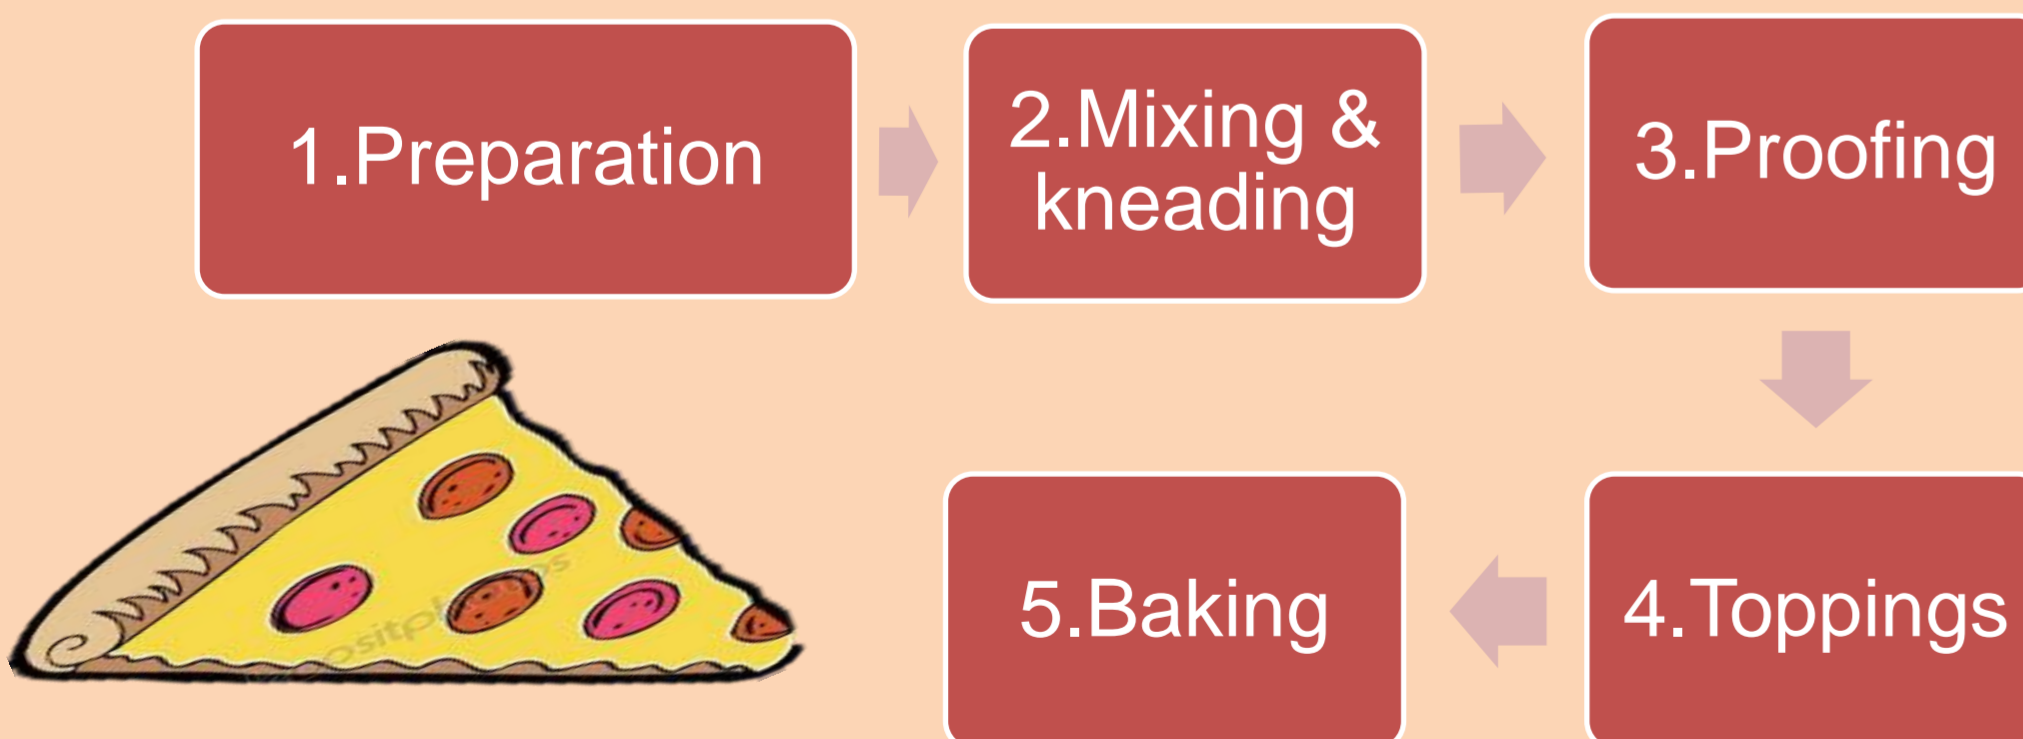 1.Preparation
2.Mixing &
kneading
3.Proofing
4.Toppings
5.Baking